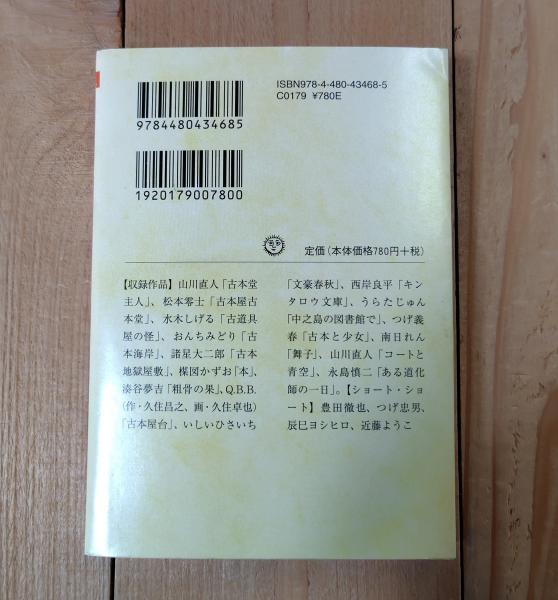 ISBN978-4-480-43468-5
C0179 ¥780E
9784480434685
1920179007800
定価(本体価格780円+税)
【収録作品】山川直人「古本堂
主人」、松本零士「古本屋古
本堂」、水木しげる「古道具
屋の怪」、おんちみどり「古
本海岸」、諸星大二郎「古本
地獄屋敷」、楳図かずお「本」、
湊谷夢吉「粗骨の果」、Q.B.B.
(作・久住昌之、画・久住卓也)
「古本屋台」、いしいひさいち
「文豪春秋」、西岸良平「キン
タロウ文庫」、うらたじゅん
「中之島の図書館で」、つげ義
春「古本と少女」、南日れん
「舞子」、山川直人「コートと
青空」、永島慎二「ある道化
師の一日」。【ショート・ショ
ート】豊田徹也、つげ忠男、
辰巳ヨシヒロ、近藤ようこ